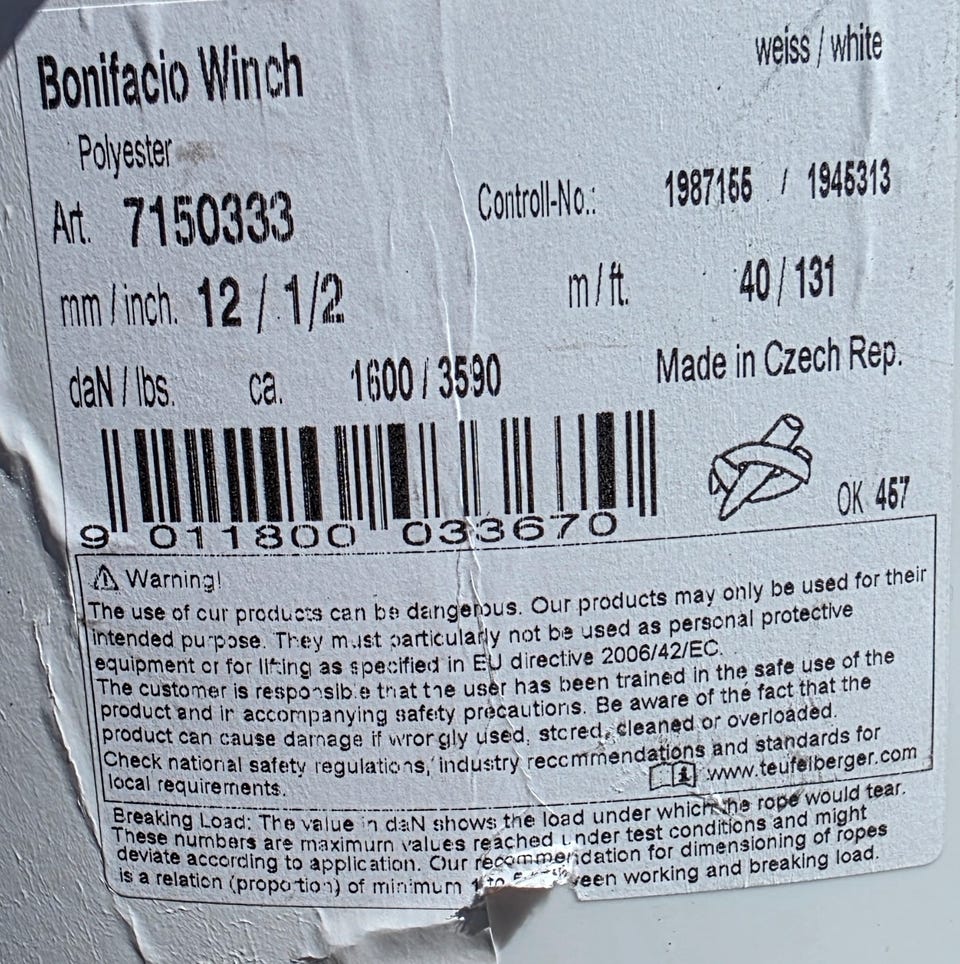 Bonifacio Winch
weiss / white
Polyester
Art. 7150333
Controll-No.: 1987155 / 1945313
mm / inch. 12 / 1/2
m / ft. 40 / 131
daN / lbs. ca. 1600 / 3590
Made in Czech Rep.
9 011800 033670
OK 457
Warning!
The use of our products can be dangerous. Our products may only be used for their
intended purpose. They must particularly not be used as personal protective
equipment or for lifting as specified in EU directive 2006/42/EC.
The customer is responsible that the user has been trained in the safe use of the
product and in accompanying safety precautions. Be aware of the fact that the
product can cause damage if wrongly used, stored, cleaned or overloaded.
Check national safety regulations, industry recommendations and standards for
local requirements.
www.teufelberger.com
Breaking Load: The value in daN shows the load under which the rope would tear.
These numbers are maximum values reached under test conditions and might
deviate according to application. Our recommendation for dimensioning of ropes
is a relation (proportion) of minimum 1 to working and breaking load.